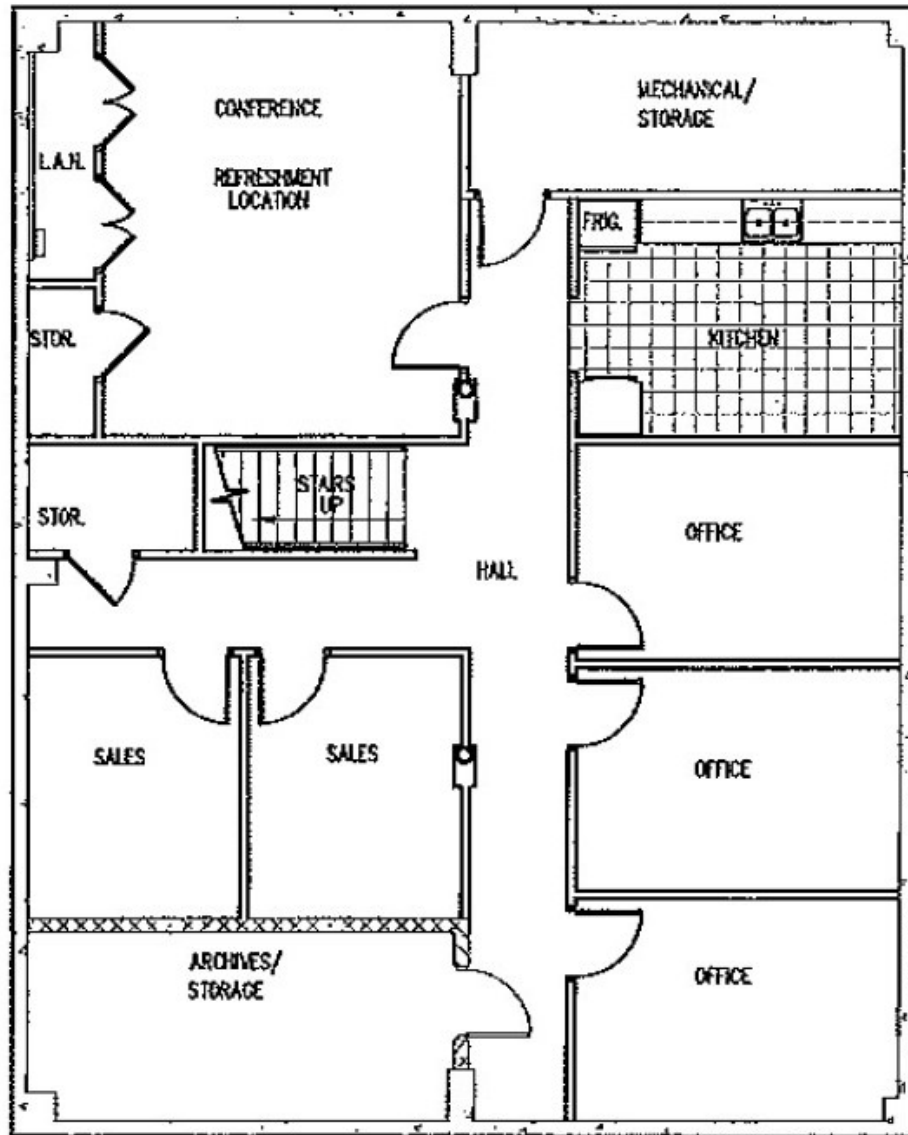 CONFERENCE
REFRESHMENT
LOCATION
MECHANICAL/
STORAGE
L.A.N.
FRIG.
KITCHEN
STOR.
STOR.
STAIRS
UP
OFFICE
HALL
SALES
SALES
OFFICE
ARCHIVES/
STORAGE
OFFICE